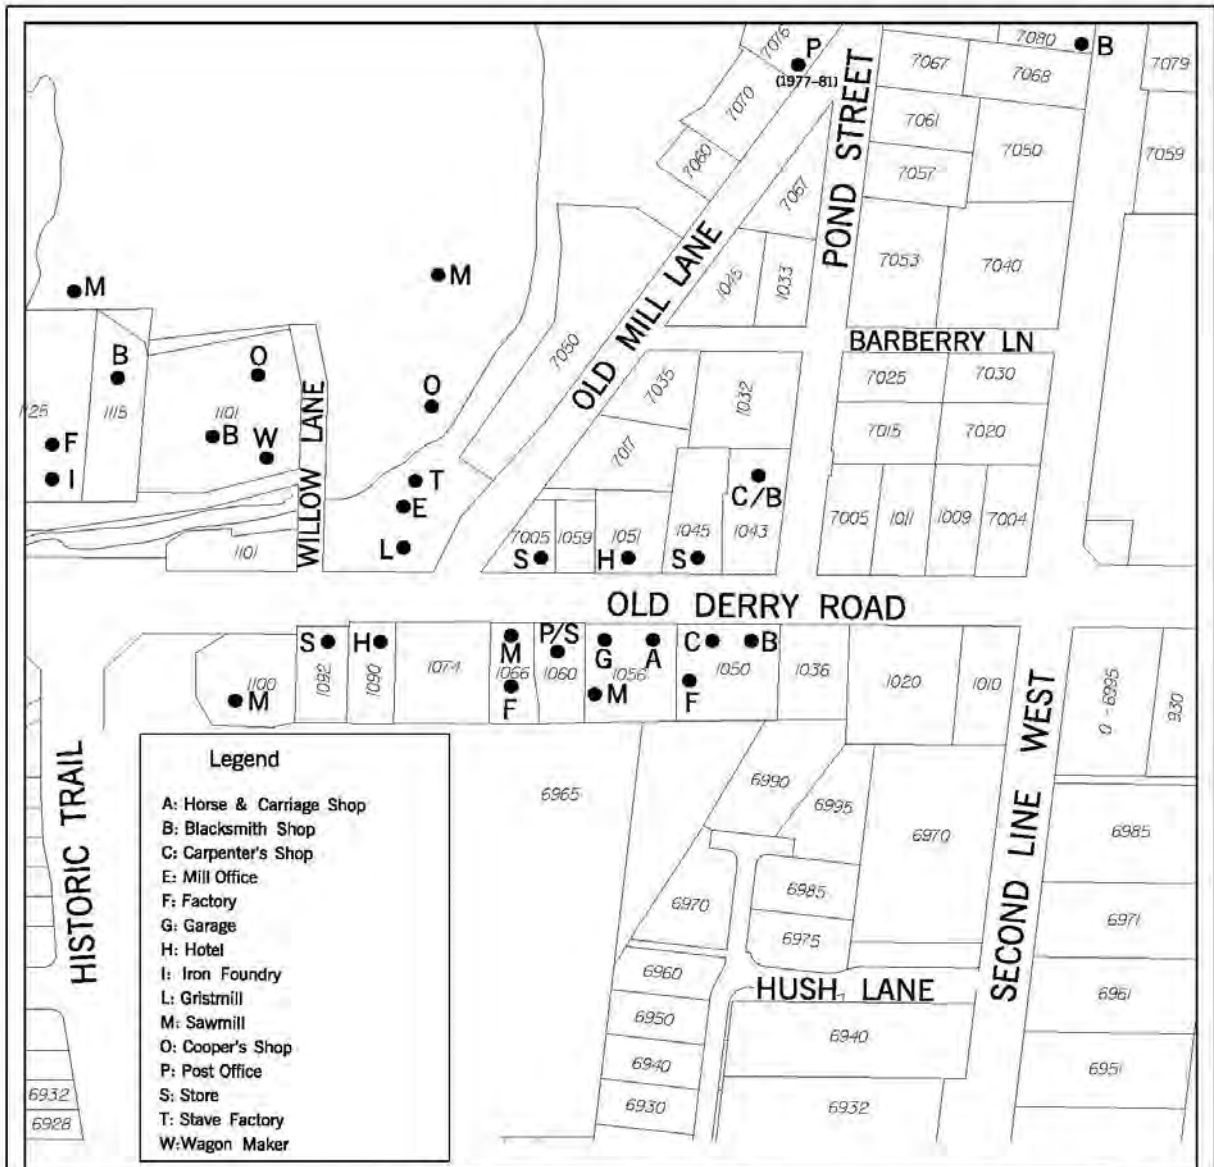 7076
P
(1977-81)
7080
B
7067
7068
7079
7070
POND STREET
7061
7050
7059
7060
7057
7067
OLD MILL LANE
7053
7040
M
M
1045
1033
BARBERRY LN
B
O
7050
7035
1032
7025
7030
O
1125
1115
1101
F
B
W
WILLOW LANE
7015
7020
7017
I
T
C/B
E
7005
1059
1051
1045
1043
7005
1011
1009
7004
1101
L
S
H
S
OLD DERRY ROAD
S
H
M
P/S
G
A
C
B
1100
1092
1090
1074
1066
1060
1056
1050
1036
1020
1010
0-6995
930
M
F
M
F
HISTORIC TRAIL
SECOND LINE WEST
Legend
A: Horse & Carriage Shop
B: Blacksmith Shop
C: Carpenter's Shop
E: Mill Office
F: Factory
G: Garage
H: Hotel
I: Iron Foundry
L: Gristmill
M: Sawmill
O: Cooper's Shop
P: Post Office
S: Store
T: Stave Factory
W:Wagon Maker
6965
6990
6995
6970
6985
6970
6985
6971
6975
6960
HUSH LANE
6961
6950
6940
6940
6951
6930
6932
6932
6928